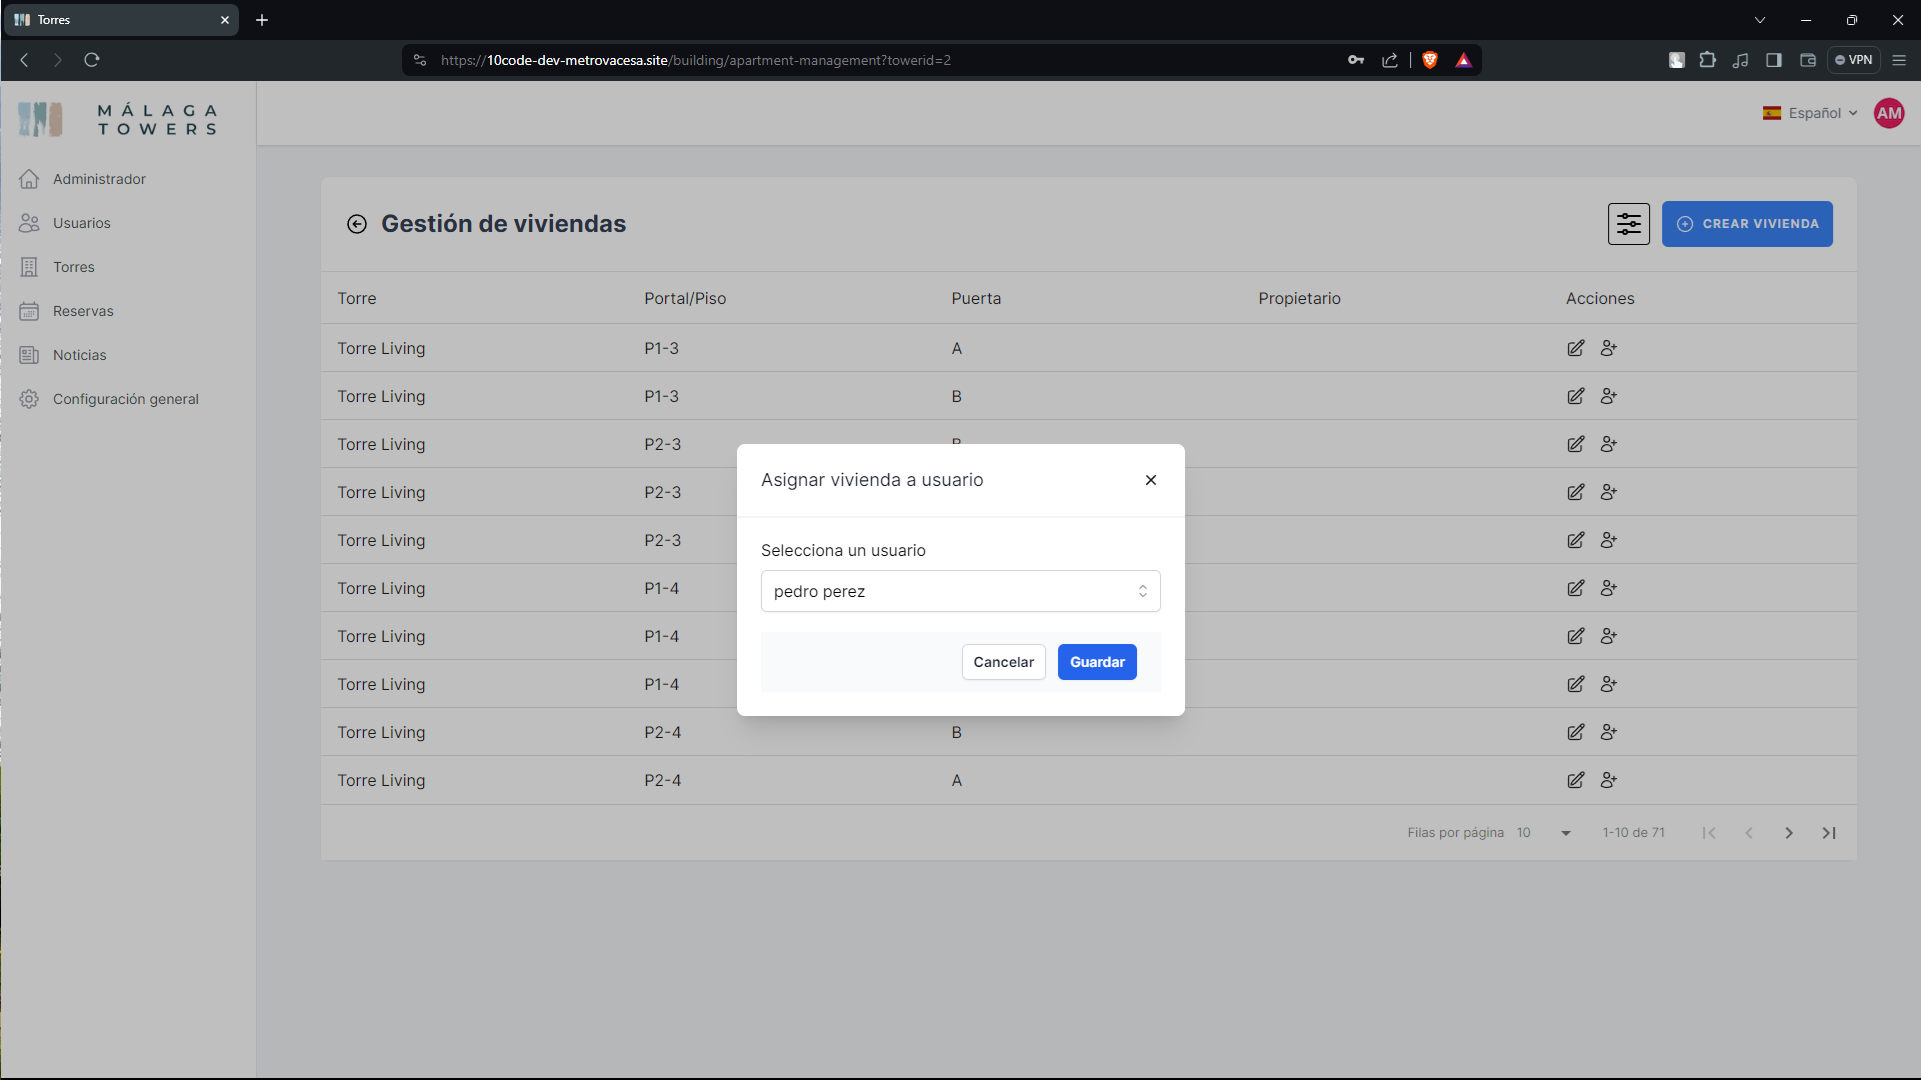 Torres
https://10code-dev-metrovacesa.site/building/apartment-management?towerid=2
VPN
MÁLAGA
TOWERS
Español
AM
Administrador
Usuarios
Torres
Reservas
Noticias
Configuración general
Gestión de viviendas
CREAR VIVIENDA
Torre Portal/Piso Puerta Propietario Acciones
Torre Living P1-3 A
Torre Living P1-3 B
Torre Living P2-3
Torre Living P2-3
Torre Living P2-3
Torre Living P1-4
Torre Living P1-4
Torre Living P1-4
Torre Living P2-4 B
Torre Living P2-4 A
Asignar vivienda a usuario
Selecciona un usuario
pedro perez
Cancelar Guardar
Filas por página 10 1-10 de 71